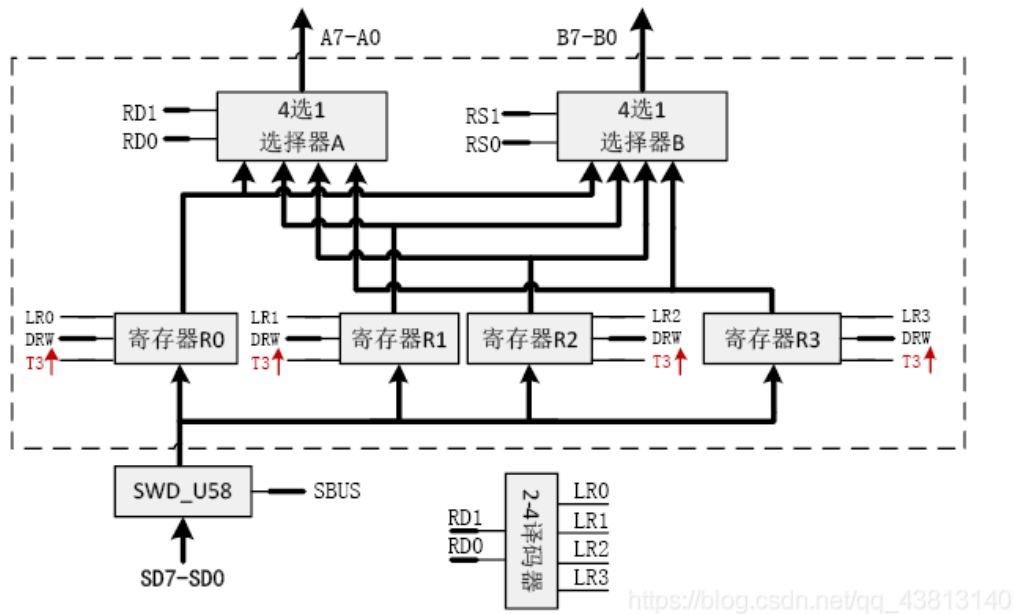 A7-A0
B7-B0
RD1
RD0
4选1
选择器A
RS1
RS0
4选1
选择器B
LR0
DRW
T3
寄存器R0
LR1
DRW
T3
寄存器R1
寄存器R2
LR2
DRW
T3
寄存器R3
LR3
DRW
T3
SWD_U58
SBUS
SD7-SD0
RD1
RD0
2-4译码器
LR0
LR1
LR2
LR3
https://blog.csdn.net/qq_43813140